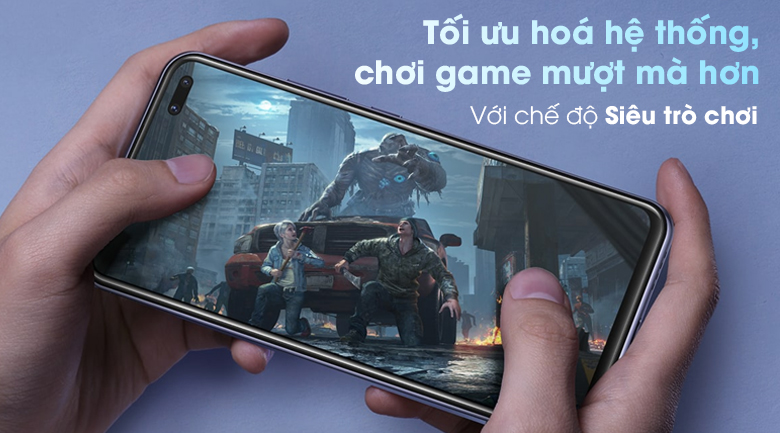 Tối ưu hoá hệ thống,
chơi game mượt mà hơn
Với chế độ Siêu trò chơi